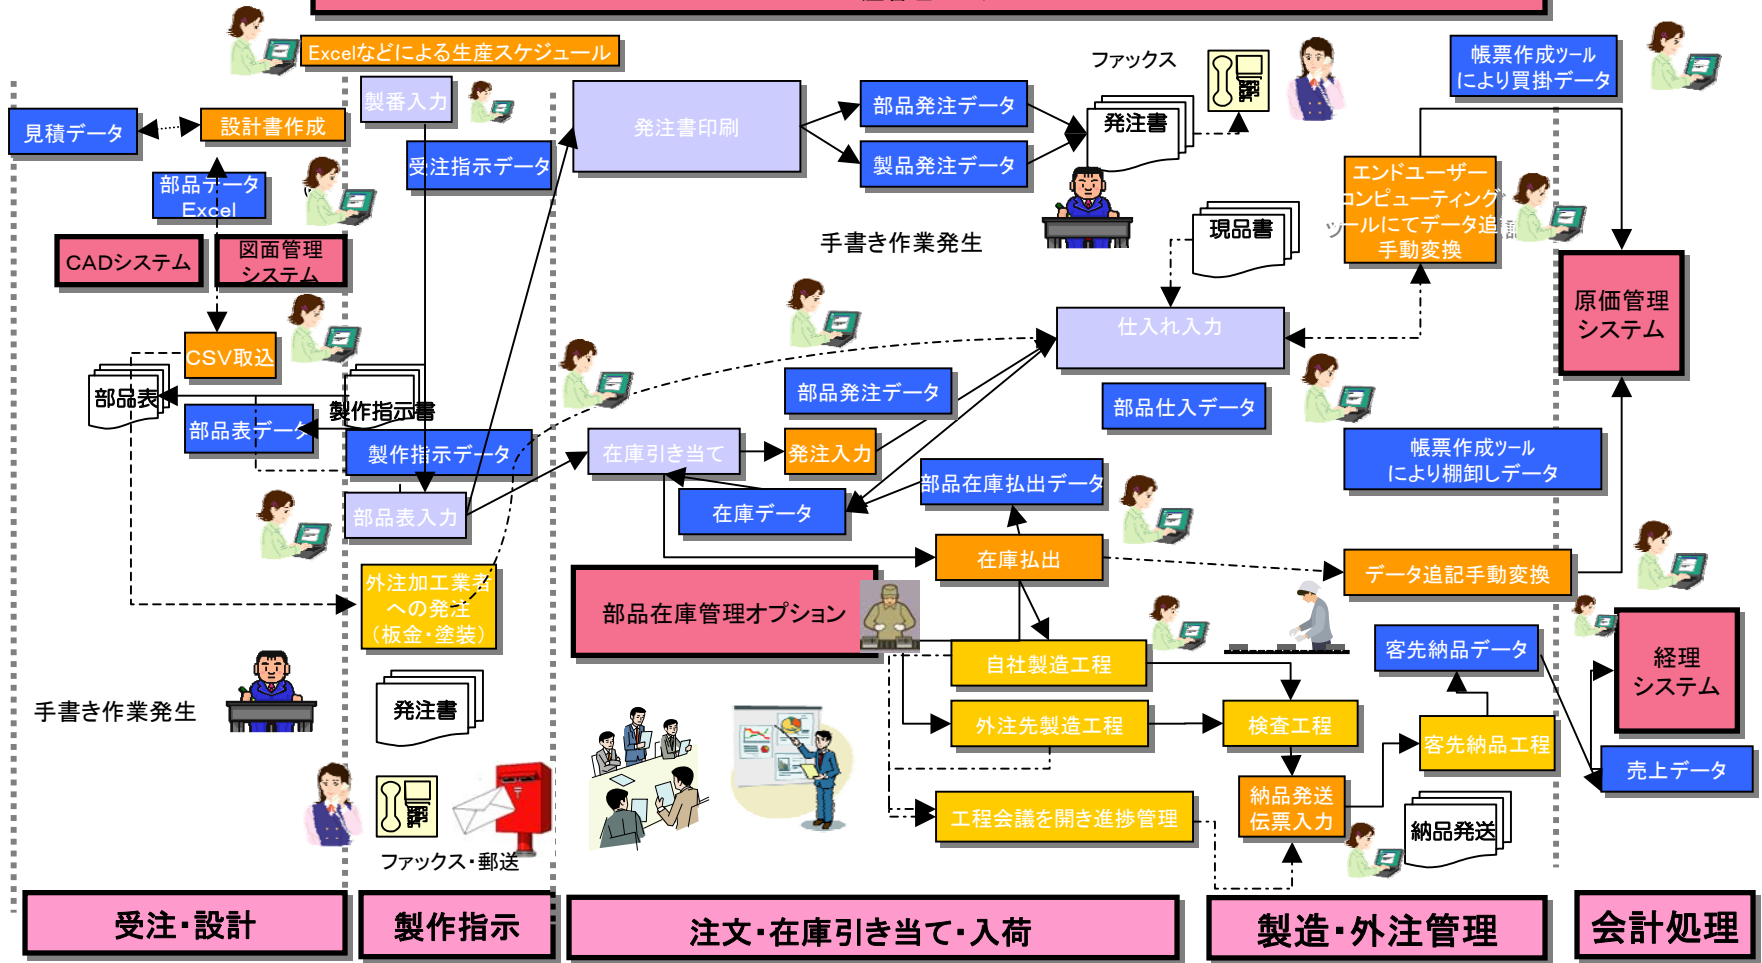 Excelなどによる生産スケジュール
ファックス
帳票作成ツール
により買掛データ
製番入力
見積データ
設計書作成
発注書印刷
部品発注データ
発注書
受注指示データ
製品発注データ
部品データ
Excel
エンドユーザー
コンピューティング
ツールにてデータ追記
手動変換
現品書
手書き作業発生
CADシステム
図面管理
システム
原価管理
システム
仕入れ入力
CSV取込
部品表
製作指示書
部品発注データ
部品仕入データ
部品表データ
製作指示データ
在庫引き当て
発注入力
帳票作成ツール
により棚卸しデータ
部品在庫払出データ
在庫データ
部品表入力
在庫払出
データ追記手動変換
外注加工業者
への発注
（板金・塗装）
部品在庫管理オプション
自社製造工程
客先納品データ
経理
システム
手書き作業発生
発注書
外注先製造工程
検査工程
客先納品工程
売上データ
納品発送
伝票入力
工程会議を開き進捗管理
納品発送
ファックス・郵送
受注・設計
製作指示
注文・在庫引き当て・入荷
製造・外注管理
会計処理